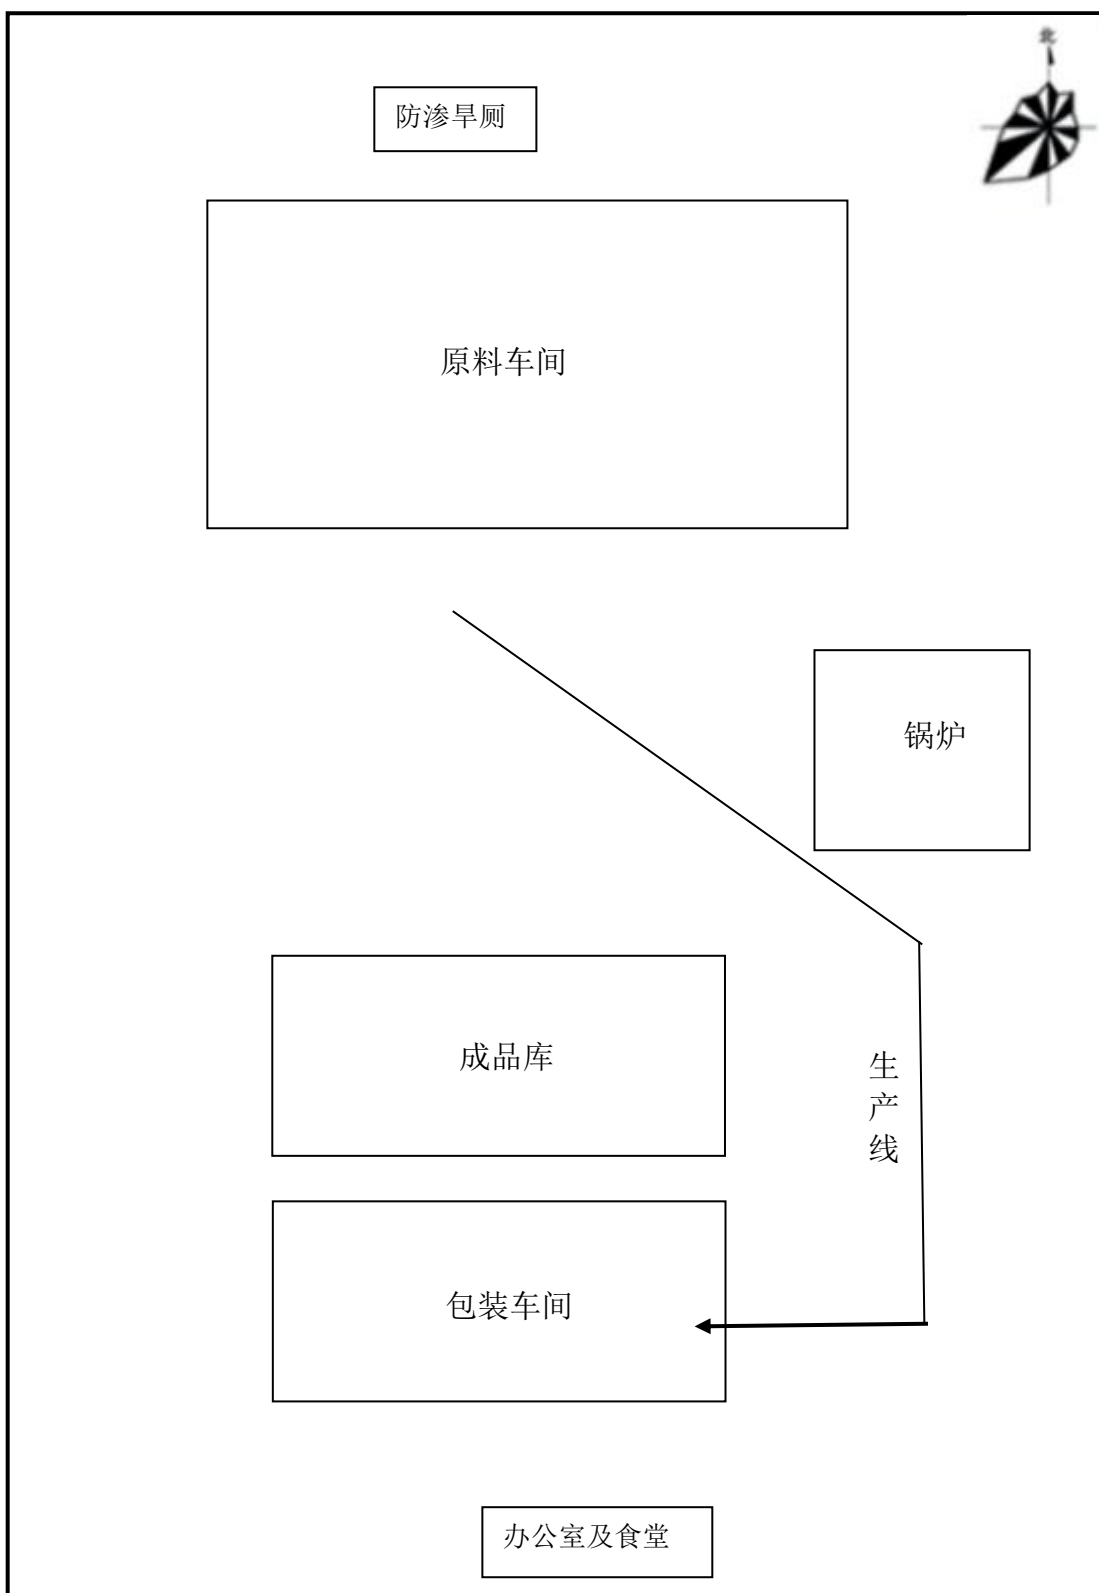 北
防渗旱厕
原料车间
锅炉
成品库
生
产
线
包装车间
办公室及食堂